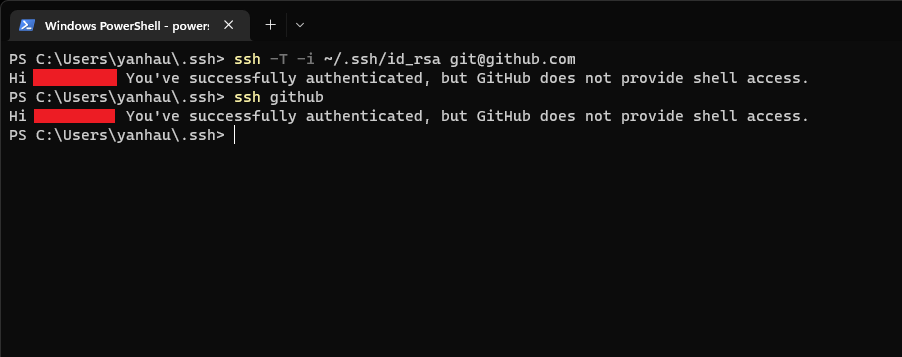 Windows PowerShell - powers
PS C:\Users\yanhau\.ssh> ssh -T -i ~/.ssh/id_rsa git@github.com
Hi You've successfully authenticated, but GitHub does not provide shell access.
PS C:\Users\yanhau\.ssh> ssh github
Hi You've successfully authenticated, but GitHub does not provide shell access.
PS C:\Users\yanhau\.ssh>